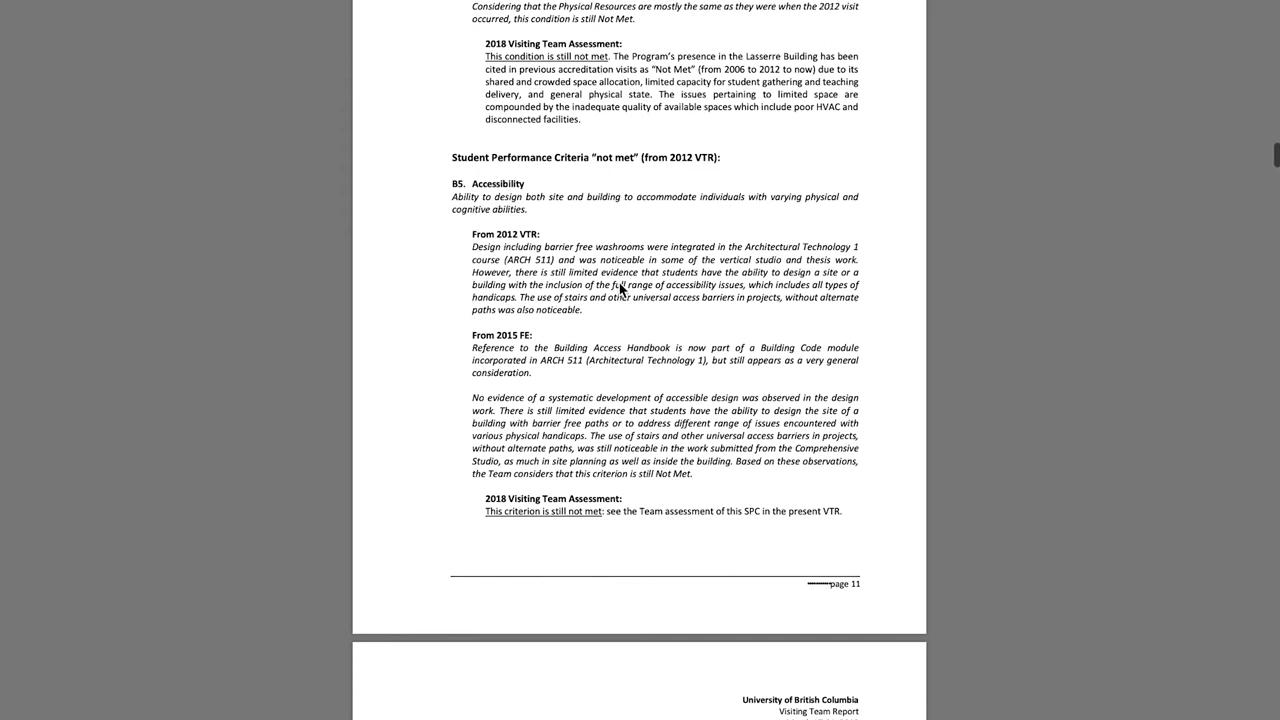 Considering that the Physical Resources are mostly the same as they were when the 2012 visit
occurred, this condition is still Not Met.
2018 Visiting Team Assessment:
This condition is still not met. The Program's presence in the Lasserre Building has been
cited in previous accreditation visits as "Not Met" (from 2006 to 2012 to now) due to its
shared and crowded space allocation, limited capacity for student gathering and teaching
delivery, and general physical state. The issues pertaining to limited space are
compounded by the inadequate quality of available spaces which include poor HVAC and
disconnected facilities.
Student Performance Criteria "not met" (from 2012 VTR):
B5. Accessibility
Ability to design both site and building to accommodate individuals with varying physical and
cognitive abilities.
From 2012 VTR:
Design including barrier free washrooms were integrated in the Architectural Technology 1
course (ARCH 511) and was noticeable in some of the vertical studio and thesis work.
However, there is still limited evidence that students have the ability to design a site or a
building with the inclusion of the full range of accessibility issues, which includes all types of
handicaps. The use of stairs and other universal access barriers in projects, without alternate
paths was also noticeable.
From 2015 FE:
Reference to the Building Access Handbook is now part of a Building Code module
incorporated in ARCH 511 (Architectural Technology 1), but still appears as a very general
consideration.
No evidence of a systematic development of accessible design was observed in the design
work. There is still limited evidence that students have the ability to design the site of a
building with barrier free paths or to address different range of issues encountered with
various physical handicaps. The use of stairs and other universal access barriers in projects,
without alternate paths, was still noticeable in the work submitted from the Comprehensive
Studio, as much in site planning as well as inside the building. Based on these observations,
the Team considers that this criterion is still Not Met.
2018 Visiting Team Assessment:
This criterion is still not met: see the Team assessment of this SPC in the present VTR.
page 11
University of British Columbia
Visiting Team Report